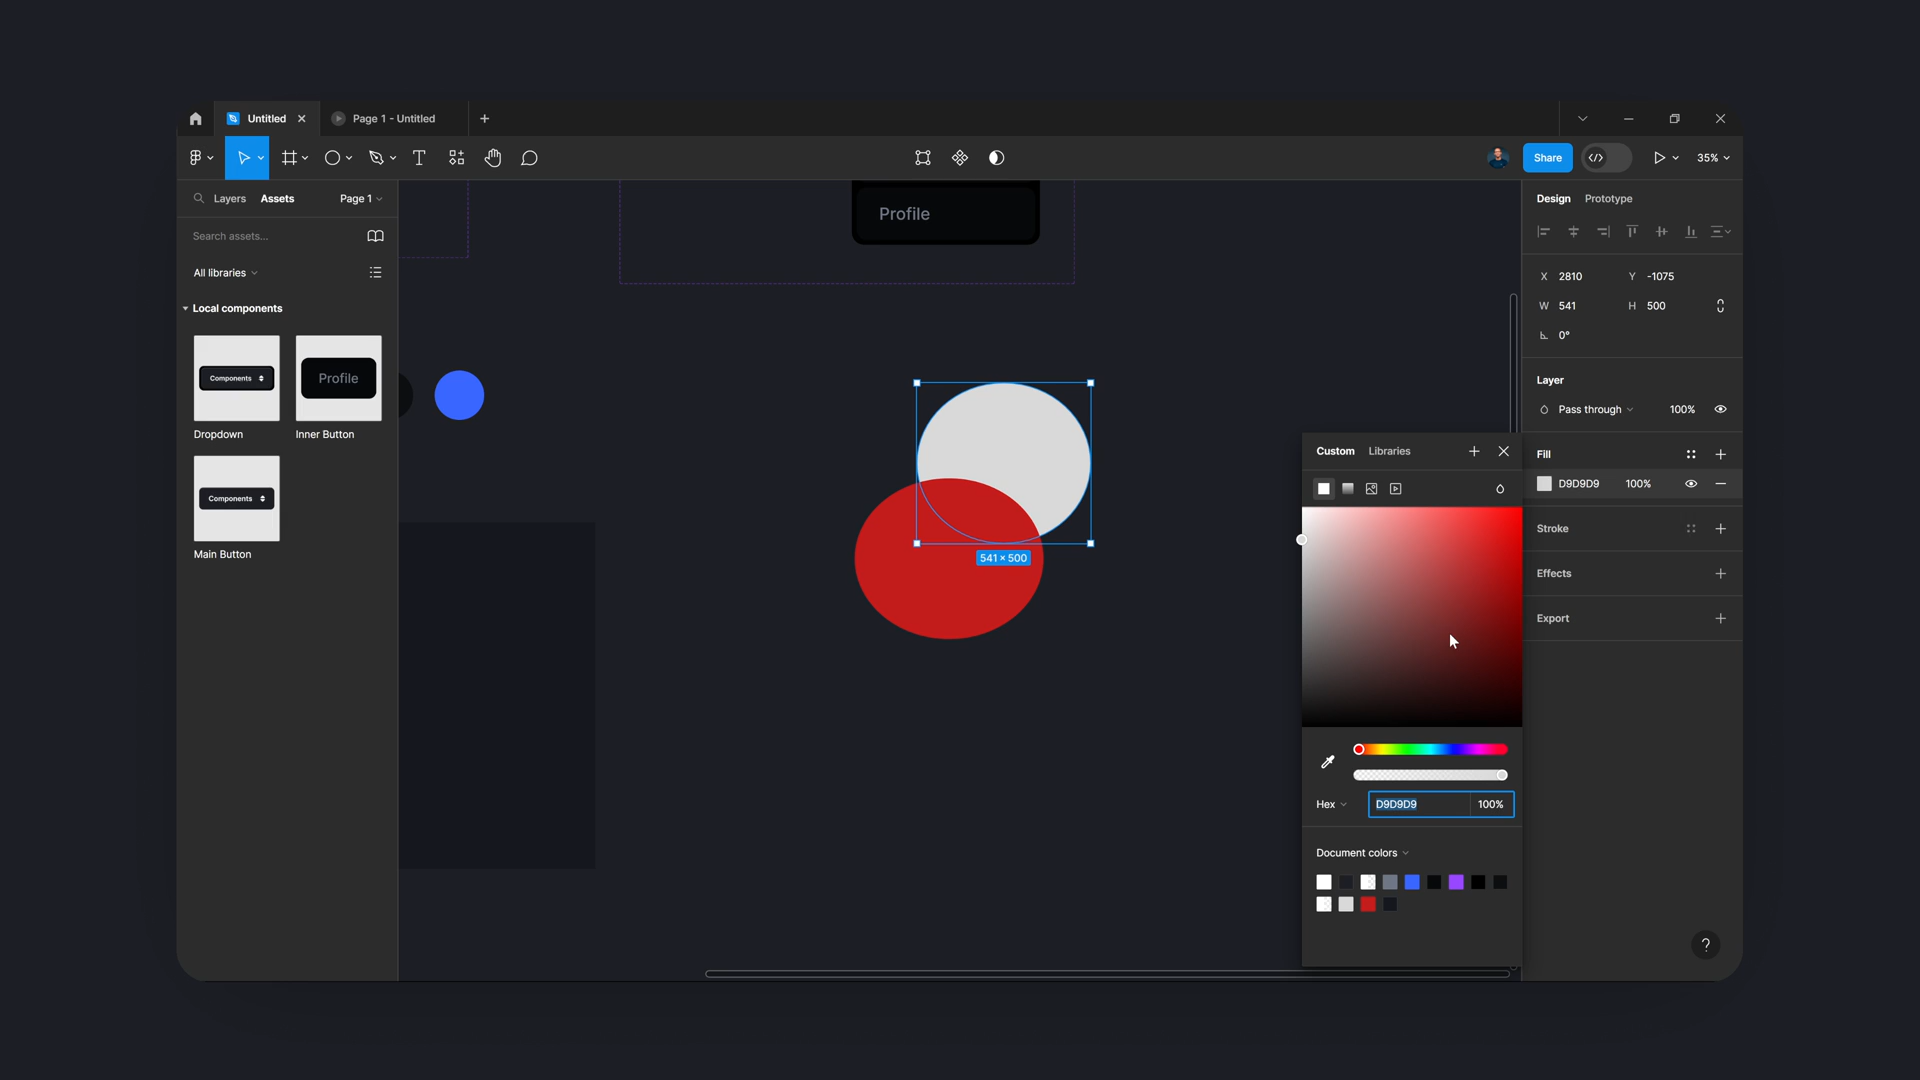 Untitled
Page 1 - Untitled
Share
35%
Layers
Assets
Page 1
Search assets...
All libraries
Local components
Components
Dropdown
Profile
Inner Button
Components
Main Button
Profile
541 × 500
Custom
Libraries
Hex
D9D9D9
100%
Document colors
Design
Prototype
X 2810
Y -1075
W 541
H 500
0°
Layer
Pass through
100%
Fill
D9D9D9
100%
Stroke
Effects
Export
?